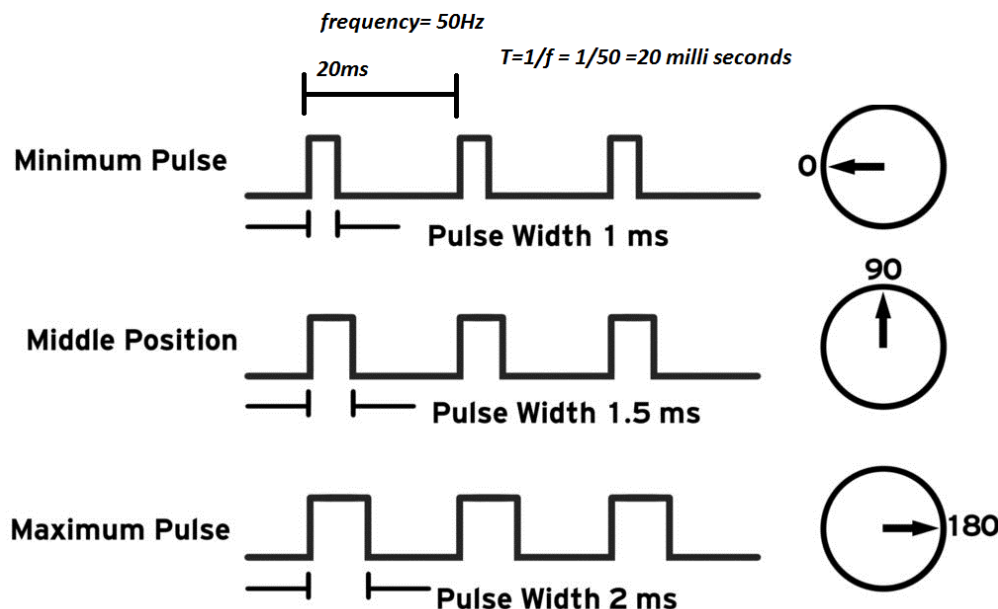 frequency= 50Hz
T=1/f = 1/50 =20 milli seconds
20ms
Minimum Pulse
0
Pulse Width 1 ms
90
Middle Position
Pulse Width 1.5 ms
Maximum Pulse
180
Pulse Width 2 ms